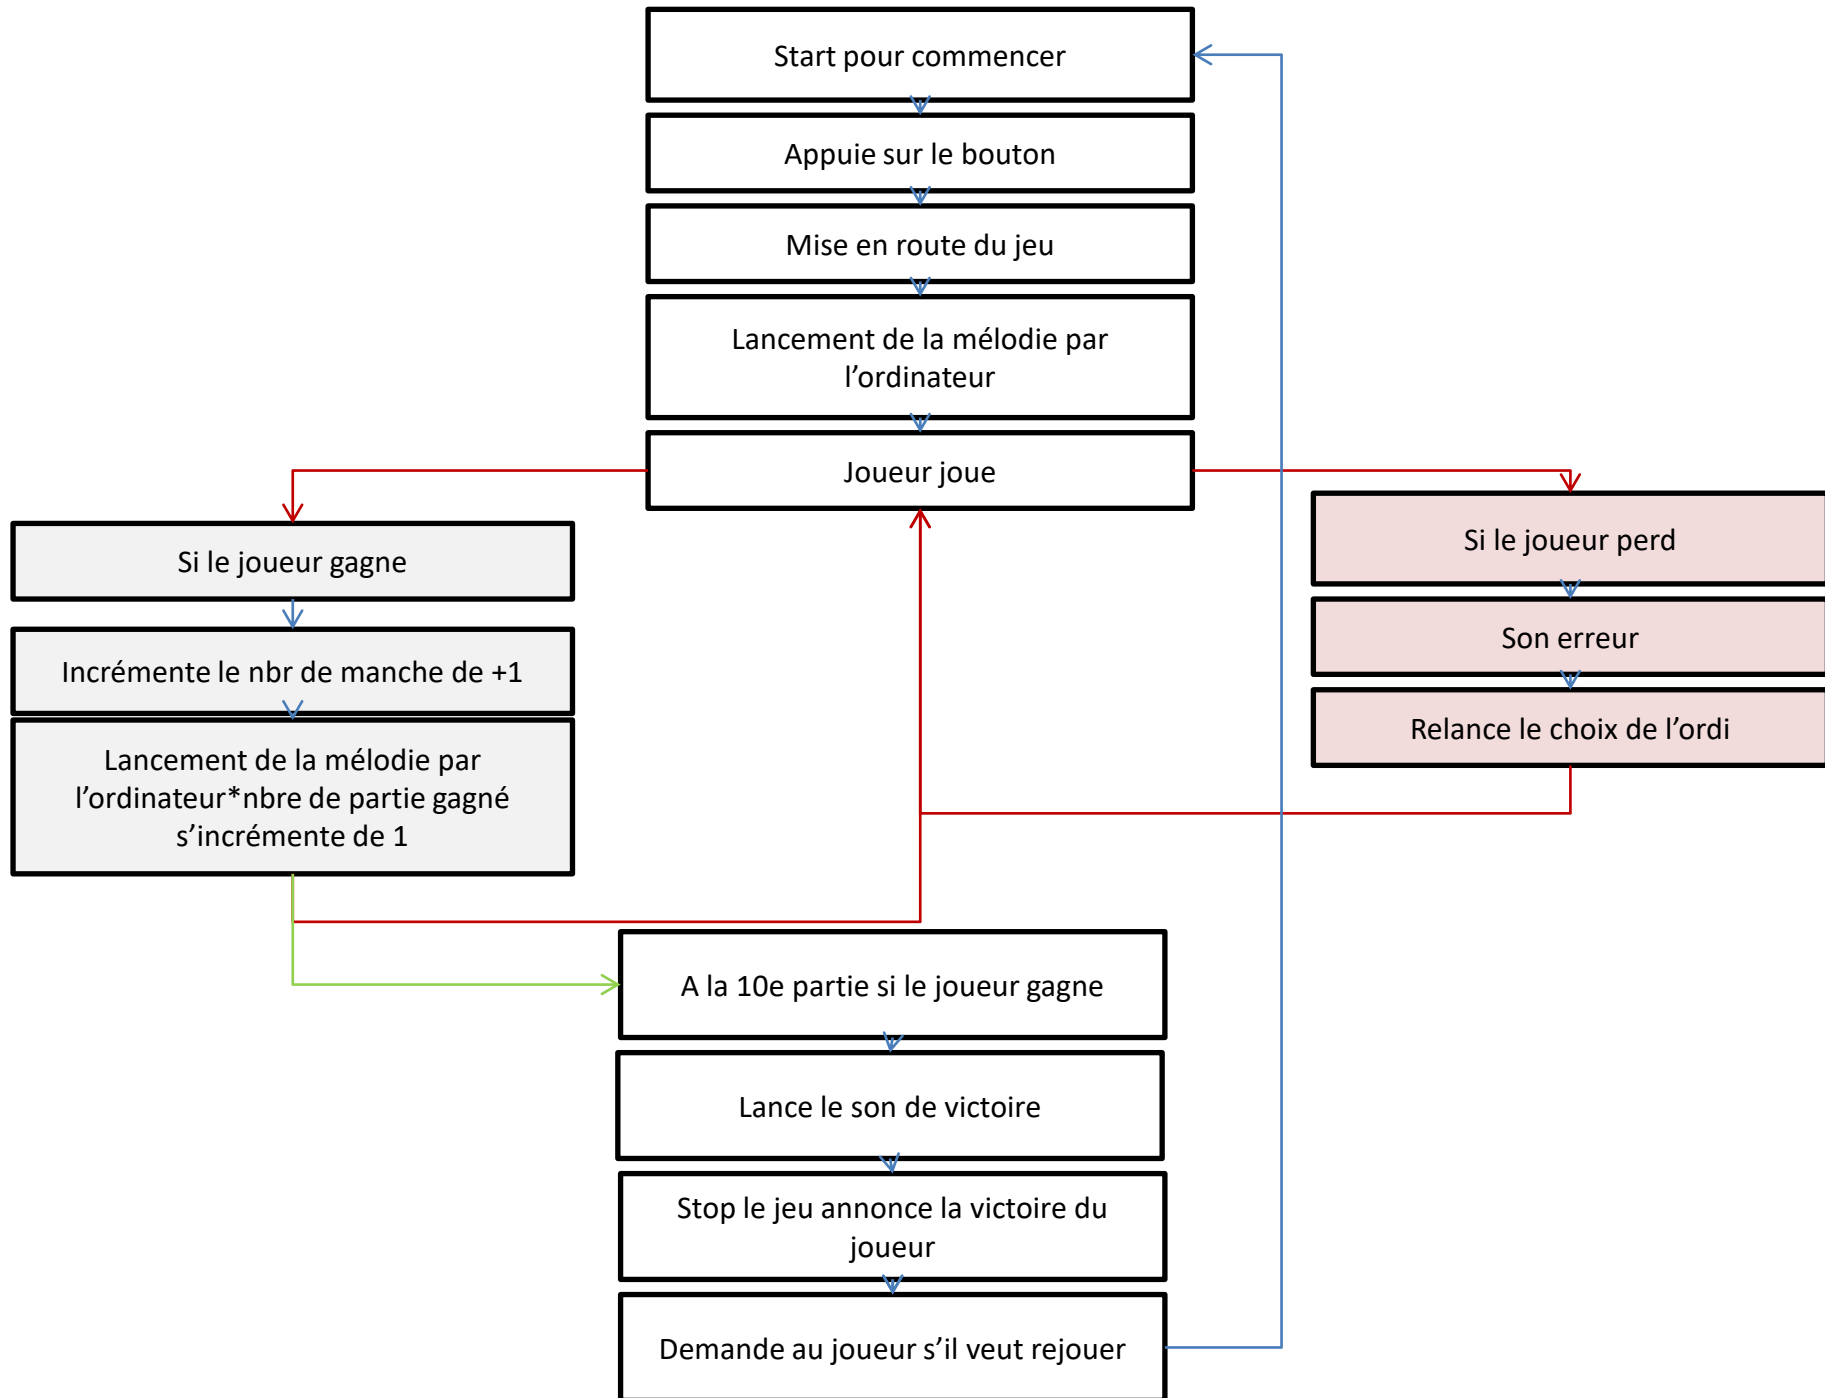 Start pour commencer
Appuie sur le bouton
Mise en route du jeu
Lancement de la mélodie par
l’ordinateur
Joueur joue
Si le joueur gagne
Incrémente le nbr de manche de +1
Lancement de la mélodie par
l’ordinateur*nbre de partie gagné
s’incrémente de 1
Si le joueur perd
Son erreur
Relance le choix de l’ordi
A la 10e partie si le joueur gagne
Lance le son de victoire
Stop le jeu annonce la victoire du
joueur
Demande au joueur s’il veut rejouer